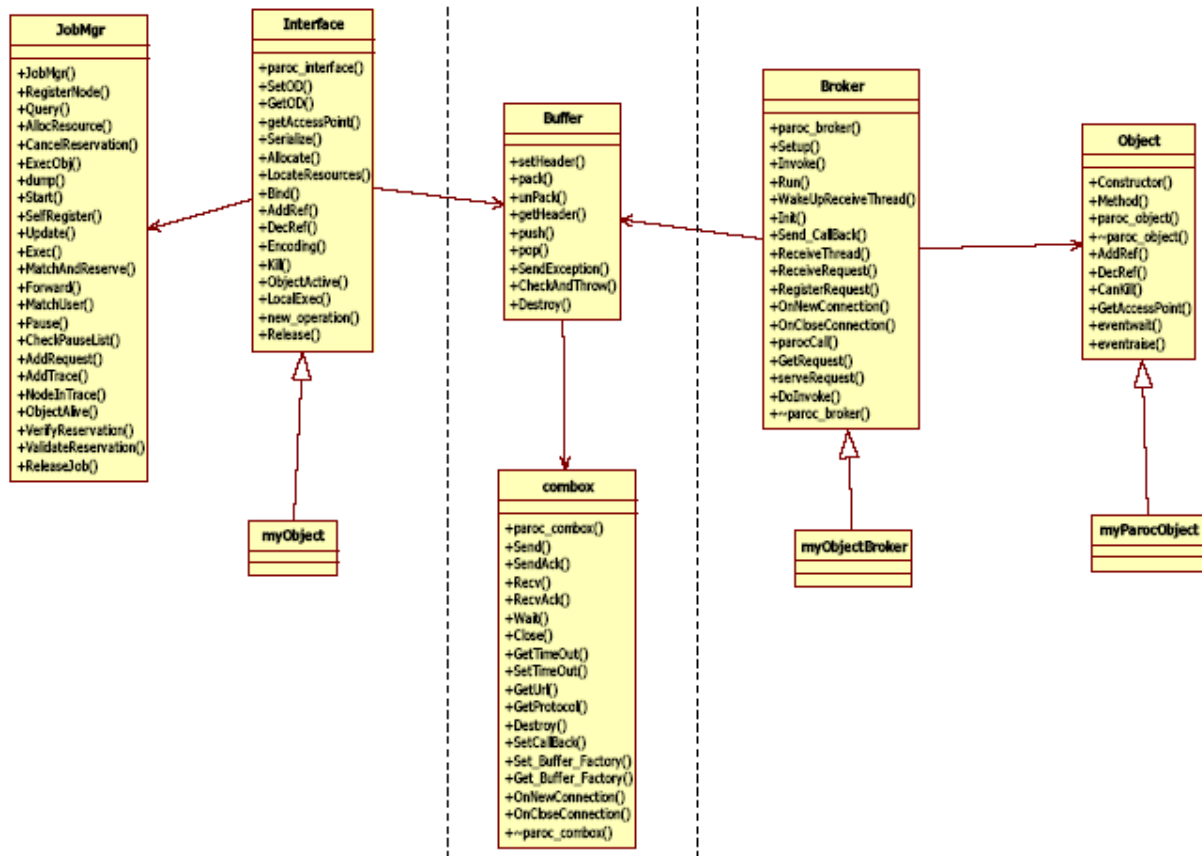 JobMgr
+JobMgr()
+RegisterNode()
+Query()
+AllocResource()
+CancelReservation()
+ExecObj()
+dump()
+Start()
+SelfRegister()
+Update()
+Exec()
+MatchAndReserve()
+Forward()
+MatchUser()
+Pause()
+CheckPauseList()
+AddRequest()
+AddTrace()
+NodeInTrace()
+ObjectAlive()
+VerifyReservation()
+ValidateReservation()
+ReleaseJob()
Interface
+paroc_interface()
+SetOD()
+GetOD()
+getAccessPoint()
+Serialize()
+Allocate()
+LocateResources()
+Bind()
+AddRef()
+DecRef()
+Encoding()
+Kill()
+ObjectActive()
+LocalExec()
+new_operation()
+Release()
myObject
Buffer
+setHeader()
+pack()
+unPack()
+getHeader()
+push()
+pop()
+SendException()
+CheckAndThrow()
+Destroy()
combox
+paroc_combox()
+Send()
+SendAck()
+Recv()
+RecvAck()
+Wait()
+Close()
+GetTimeOut()
+SetTimeOut()
+GetUrl()
+GetProtocol()
+Destroy()
+SetCallBack()
+Set_Buffer_Factory()
+Get_Buffer_Factory()
+OnNewConnection()
+OnCloseConnection()
+~paroc_combox()
Broker
+paroc_broker()
+Setup()
+Invoke()
+Run()
+WakeUpReceiveThread()
+Init()
+Send_CallBack()
+ReceiveThread()
+ReceiveRequest()
+RegisterRequest()
+OnNewConnection()
+OnCloseConnection()
+parocCall()
+GetRequest()
+serveRequest()
+DoInvoke()
+~paroc_broker()
myObjectBroker
Object
+Constructor()
+Method()
+paroc_object()
+~paroc_object()
+AddRef()
+DecRef()
+CanKill()
+GetAccessPoint()
+eventwait()
+eventraise()
myParocObject